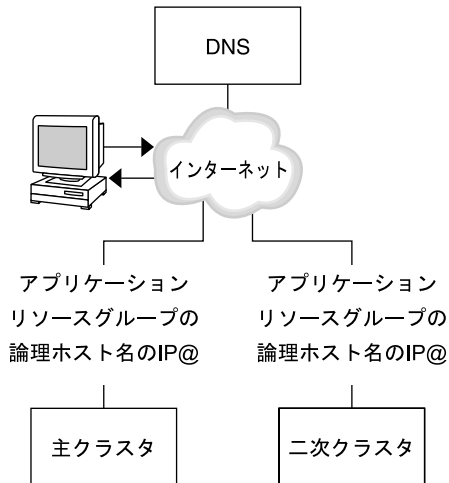 DNS
インターネット
アプリケーション
リソースグループの
論理ホスト名のIP@
アプリケーション
リソースグループの
論理ホスト名のIP@
主クラスタ
二次クラスタ